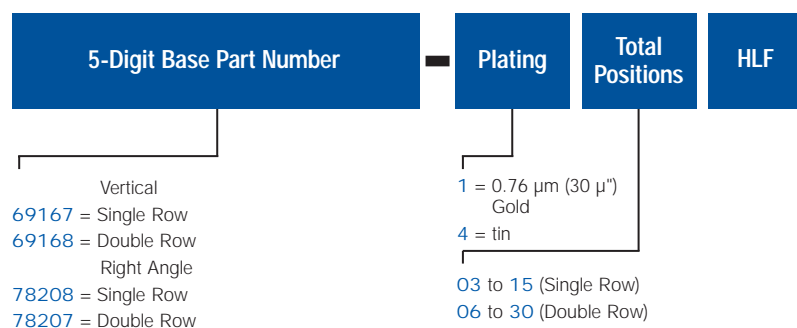 5-Digit Base Part Number - Plating Total Positions HLF
Vertical
69167 = Single Row
69168 = Double Row
Right Angle
78208 = Single Row
78207 = Double Row
1 = 0.76 µm (30 µ")
Gold
4 = tin
03 to 15 (Single Row)
06 to 30 (Double Row)